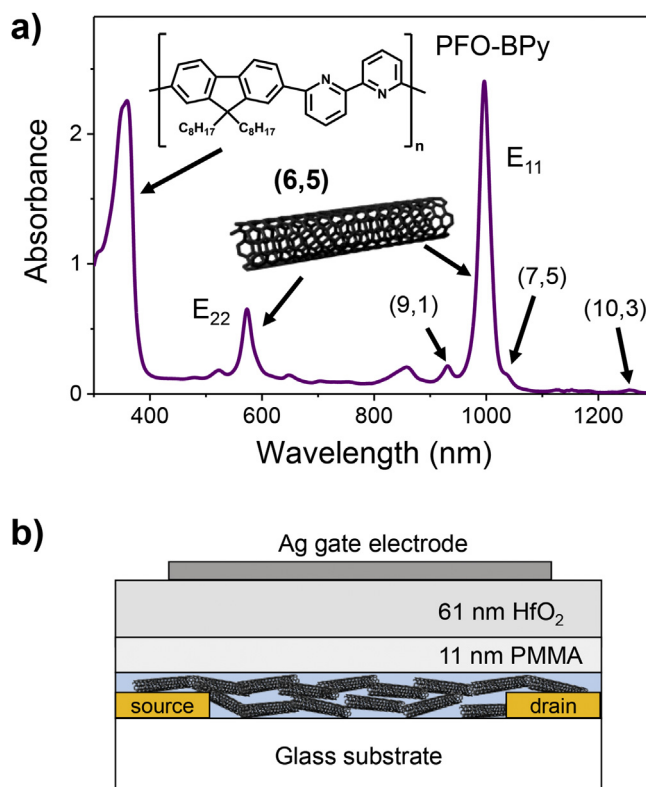 a)
PFO-BPy
N
N
C₈H₁₇ C₈H₁₇
n
E₁₁
(6,5)
(7,5)
(9,1)
(10,3)
E₂₂
Absorbance
2
1
0
400 600 800 1000 1200
Wavelength (nm)
b)
Ag gate electrode
61 nm HfO₂
11 nm PMMA
source drain
Glass substrate